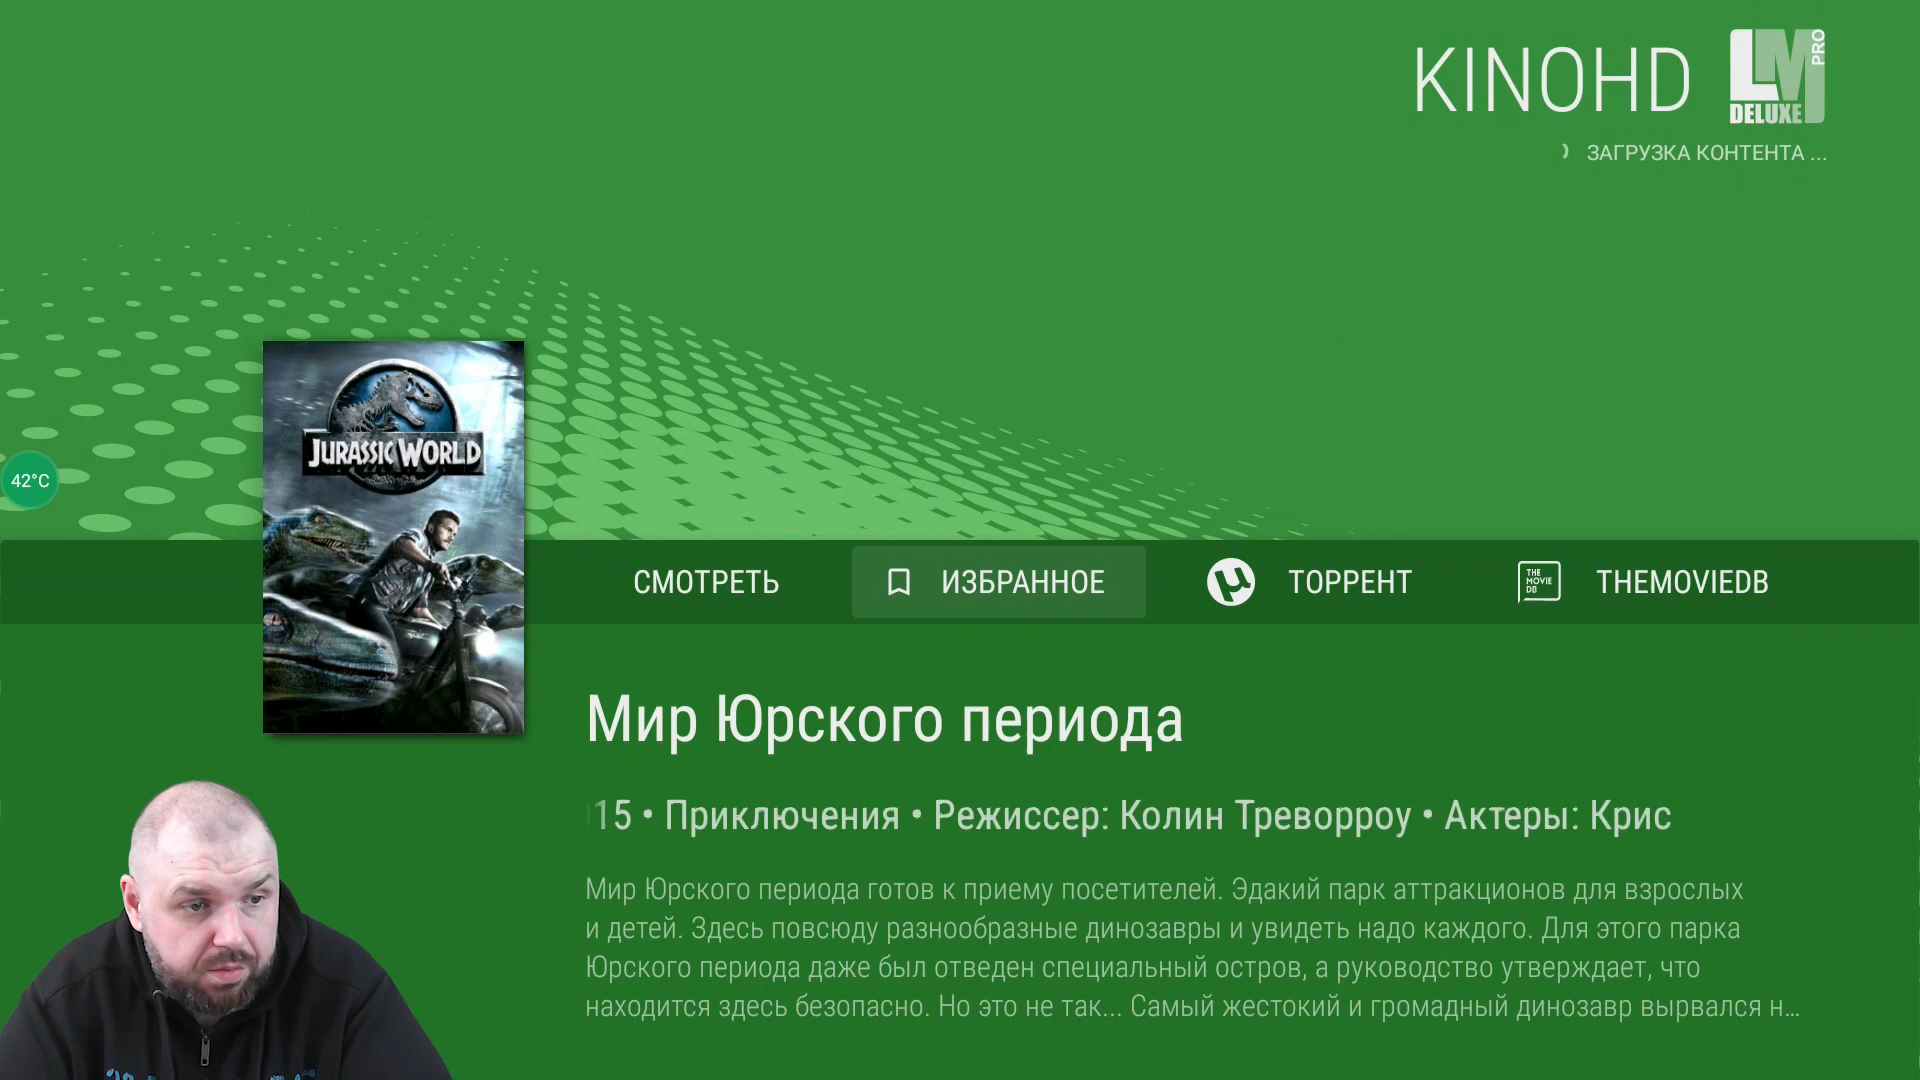 KINOHD
LM PRO
DELUXE
ЗАГРУЗКА КОНТЕНТА ...
JURASSIC WORLD
42°C
СМОТРЕТЬ
ИЗБРАННОЕ
µ
ТОРРЕНТ
THE
MOVIE
DB
THEMOVIEDB
Мир Юрского периода
15 • Приключения • Режиссер: Колин Треворроу • Актеры: Крис
Мир Юрского периода готов к приему посетителей. Эдакий парк аттракционов для взрослых
и детей. Здесь повсюду разнообразные динозавры и увидеть надо каждого. Для этого парка
Юрского периода даже был отведен специальный остров, а руководство утверждает, что
находится здесь безопасно. Но это не так... Самый жестокий и громадный динозавр вырвался н...